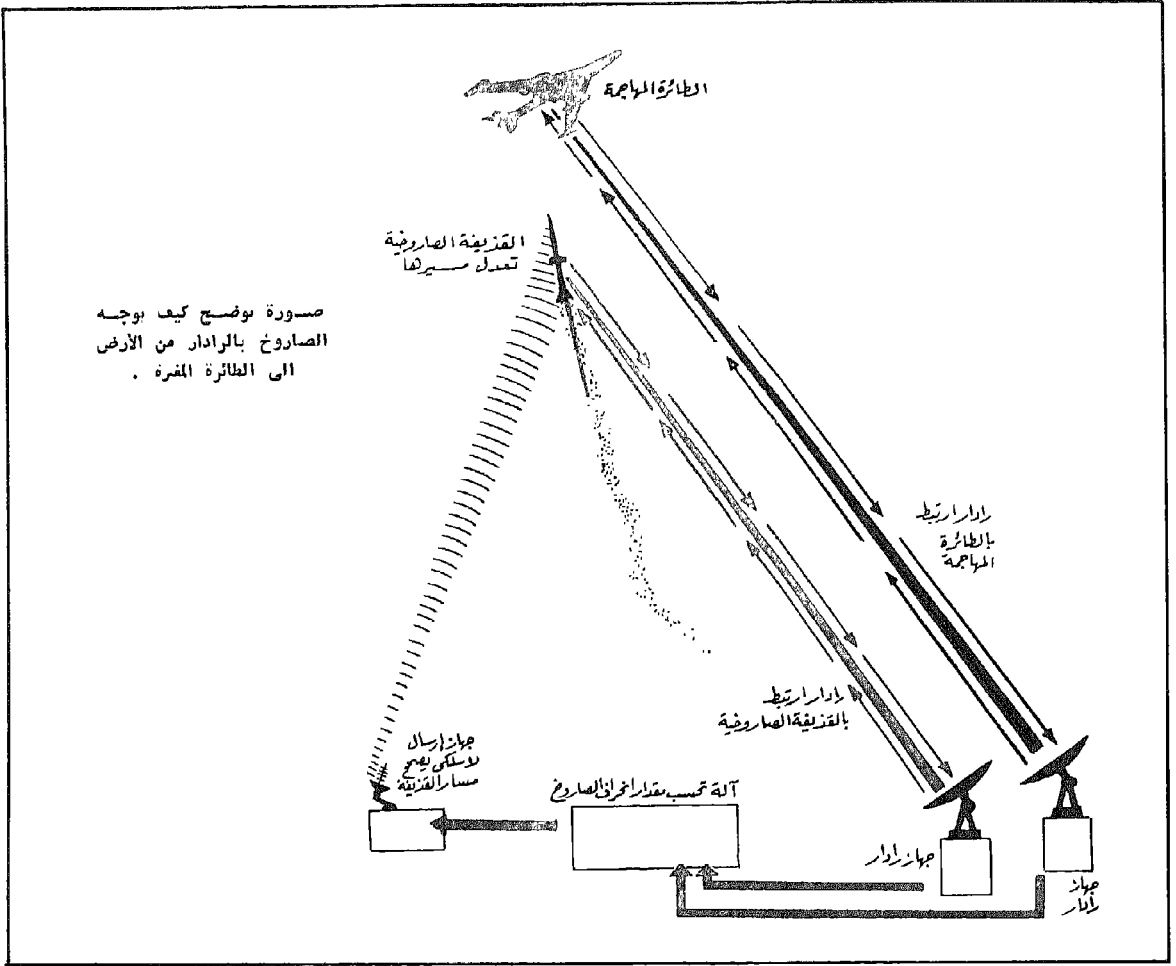 الطائرة المهاجمة
القذيفة الصاروخية
تعدل مسيرها
صورة توضح كيف يوجه
الصاروخ بالرادار من الأرض
الى الطائرة المغيرة .
رادار ارتبط
بالطائرة
المهاجمة
رادار ارتبط
بالقذيفة الصاروخية
جهاز إرسال
لاسلكى يصحح
مسار القذيفة
آلة تحسب مقدار انحراف الصاروخ
جهاز رادار
جهاز
رادار